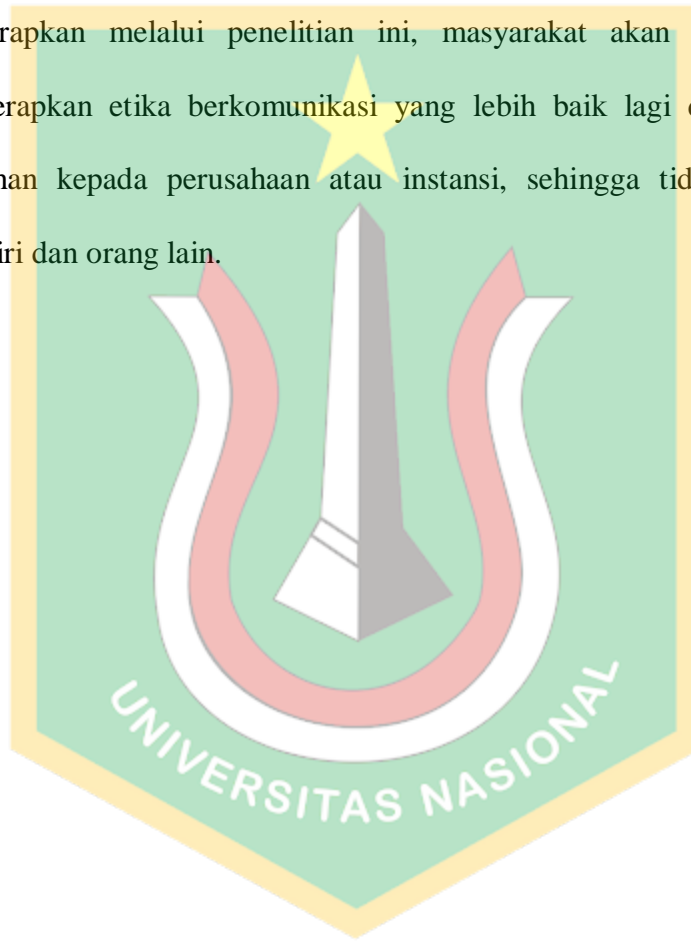 rapkan melalui penelitian ini, masyarakat akan
erapkan etika berkomunikasi yang lebih baik lagi
nan kepada perusahaan atau instansi, sehingga tid
iri dan orang lain.
UNIVERSITAS NASIONAL